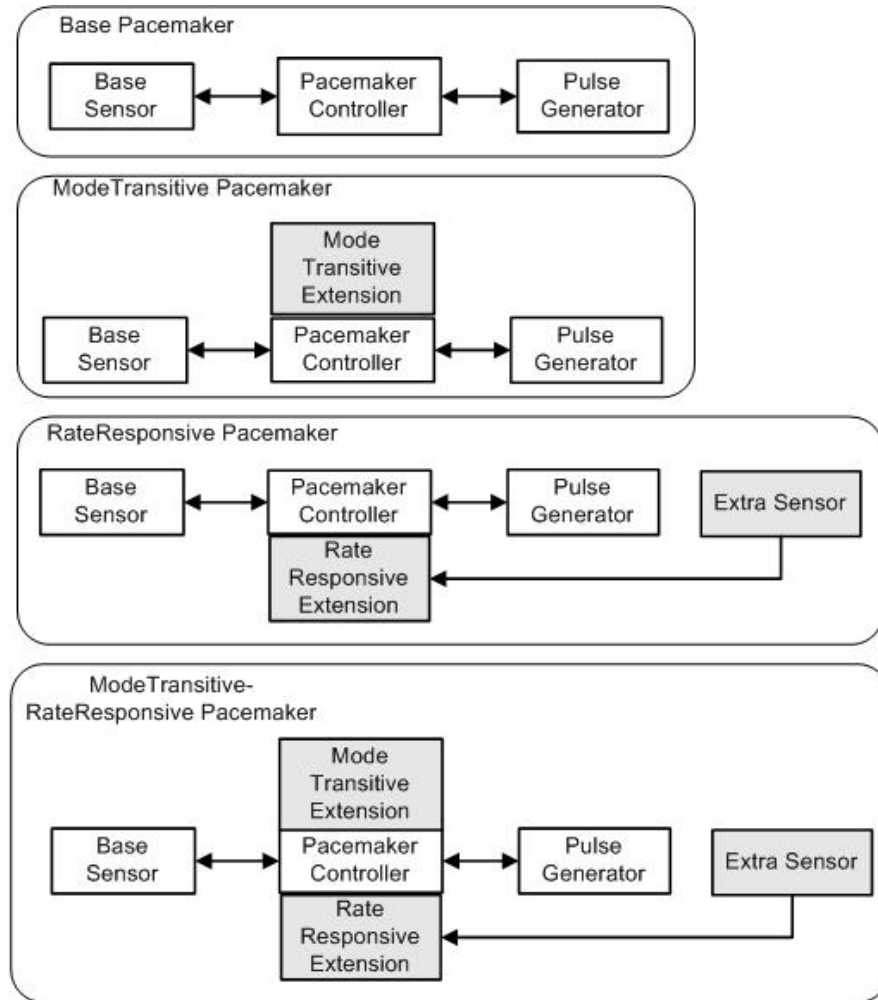 Base Pacemaker
Base
Sensor
Pacemaker
Controller
Pulse
Generator
ModeTransitive Pacemaker
Mode
Transitive
Extension
Base
Sensor
Pacemaker
Controller
Pulse
Generator
RateResponsive Pacemaker
Base
Sensor
Pacemaker
Controller
Pulse
Generator
Extra Sensor
Rate
Responsive
Extension
ModeTransitive-
RateResponsive Pacemaker
Mode
Transitive
Extension
Base
Sensor
Pacemaker
Controller
Pulse
Generator
Extra Sensor
Rate
Responsive
Extension